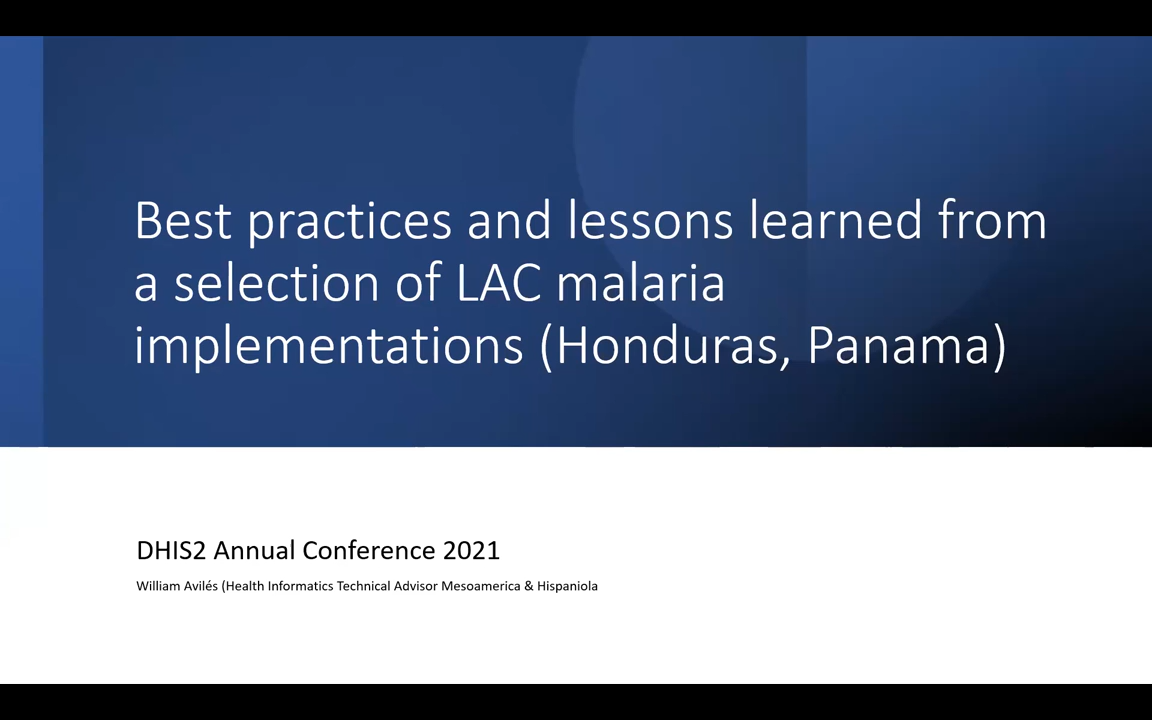 Best practices and lessons learned from
a selection of LAC malaria
implementations (Honduras, Panama)
DHIS2 Annual Conference 2021
William Avilés (Health Informatics Technical Advisor Mesoamerica & Hispaniola